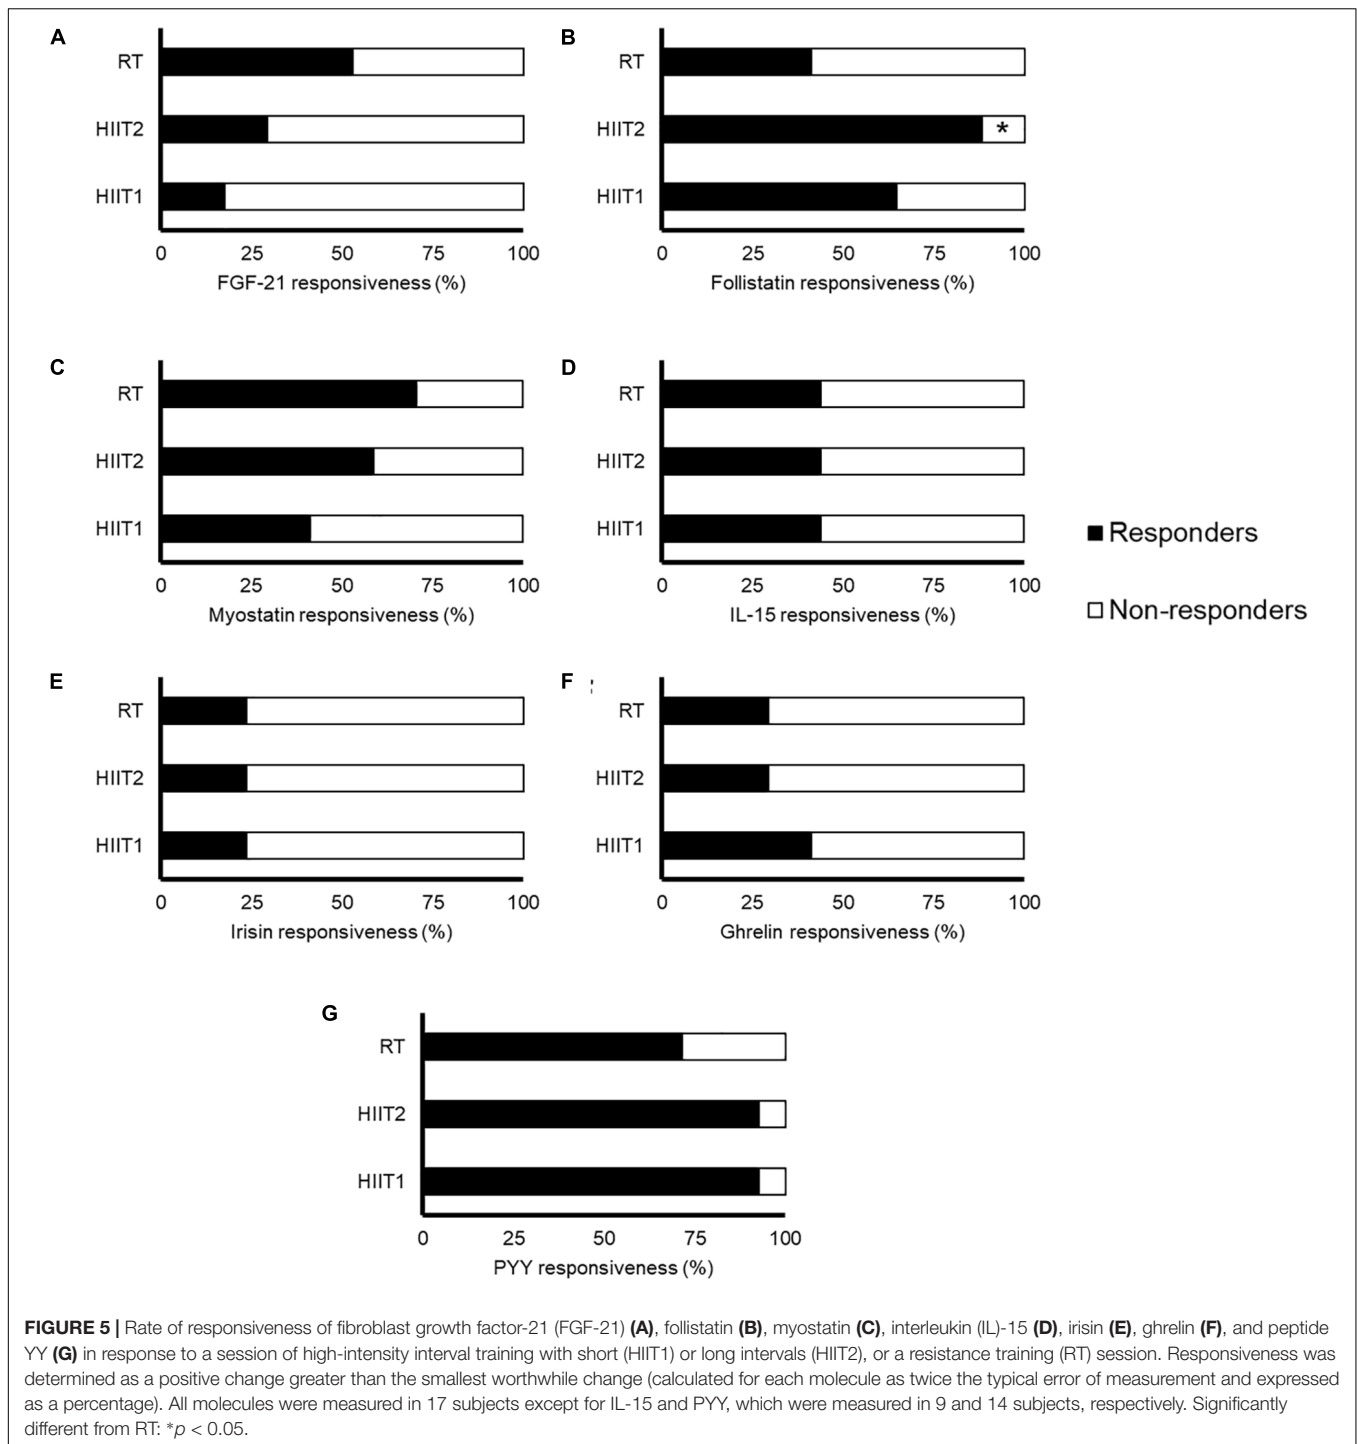 A
RT
HIIT2
HIIT1
0 25 50 75 100
FGF-21 responsiveness (%)
B
RT
HIIT2
*
HIIT1
0 25 50 75 100
Follistatin responsiveness (%)
C
RT
HIIT2
HIIT1
0 25 50 75 100
Myostatin responsiveness (%)
D
RT
HIIT2
HIIT1
0 25 50 75 100
IL-15 responsiveness (%)
Responders
Non-responders
E
RT
HIIT2
HIIT1
0 25 50 75 100
Irisin responsiveness (%)
F
RT
HIIT2
HIIT1
0 25 50 75 100
Ghrelin responsiveness (%)
G
RT
HIIT2
HIIT1
0 25 50 75 100
PYY responsiveness (%)
FIGURE 5 | Rate of responsiveness of fibroblast growth factor-21 (FGF-21) (A), follistatin (B), myostatin (C), interleukin (IL)-15 (D), irisin (E), ghrelin (F), and peptide
YY (G) in response to a session of high-intensity interval training with short (HIIT1) or long intervals (HIIT2), or a resistance training (RT) session. Responsiveness was
determined as a positive change greater than the smallest worthwhile change (calculated for each molecule as twice the typical error of measurement and expressed
as a percentage). All molecules were measured in 17 subjects except for IL-15 and PYY, which were measured in 9 and 14 subjects, respectively. Significantly
different from RT: *p < 0.05.